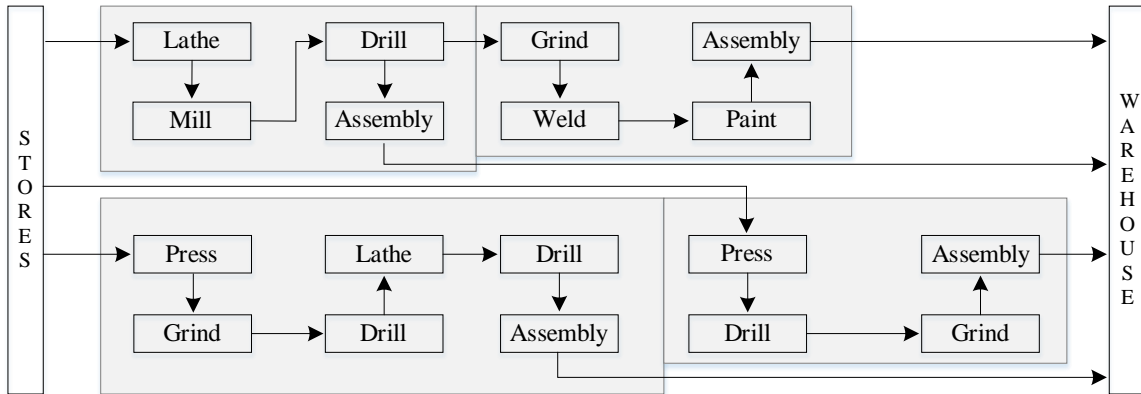 STORES
Lathe
Mill
Drill
Assembly
Grind
Weld
Paint
Assembly
Press
Grind
Drill
Lathe
Drill
Assembly
Press
Drill
Grind
Assembly
WAREHOUSE